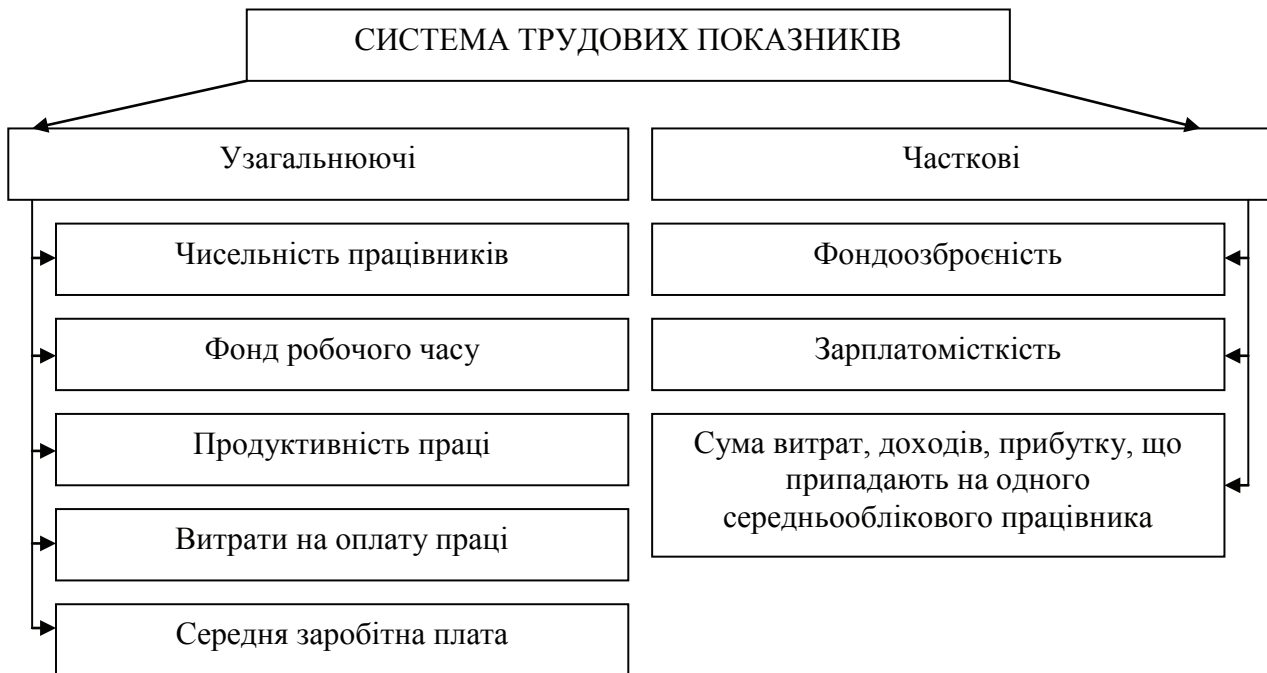 СИСТЕМА ТРУДОВИХ ПОКАЗНИКІВ
Узагальнюючі
Чисельність працівників
Фонд робочого часу
Продуктивність праці
Витрати на оплату праці
Середня заробітна плата
Часткові
Фондоозброєність
Зарплатомісткість
Сума витрат, доходів, прибутку, що
припадають на одного
середньооблікового працівника